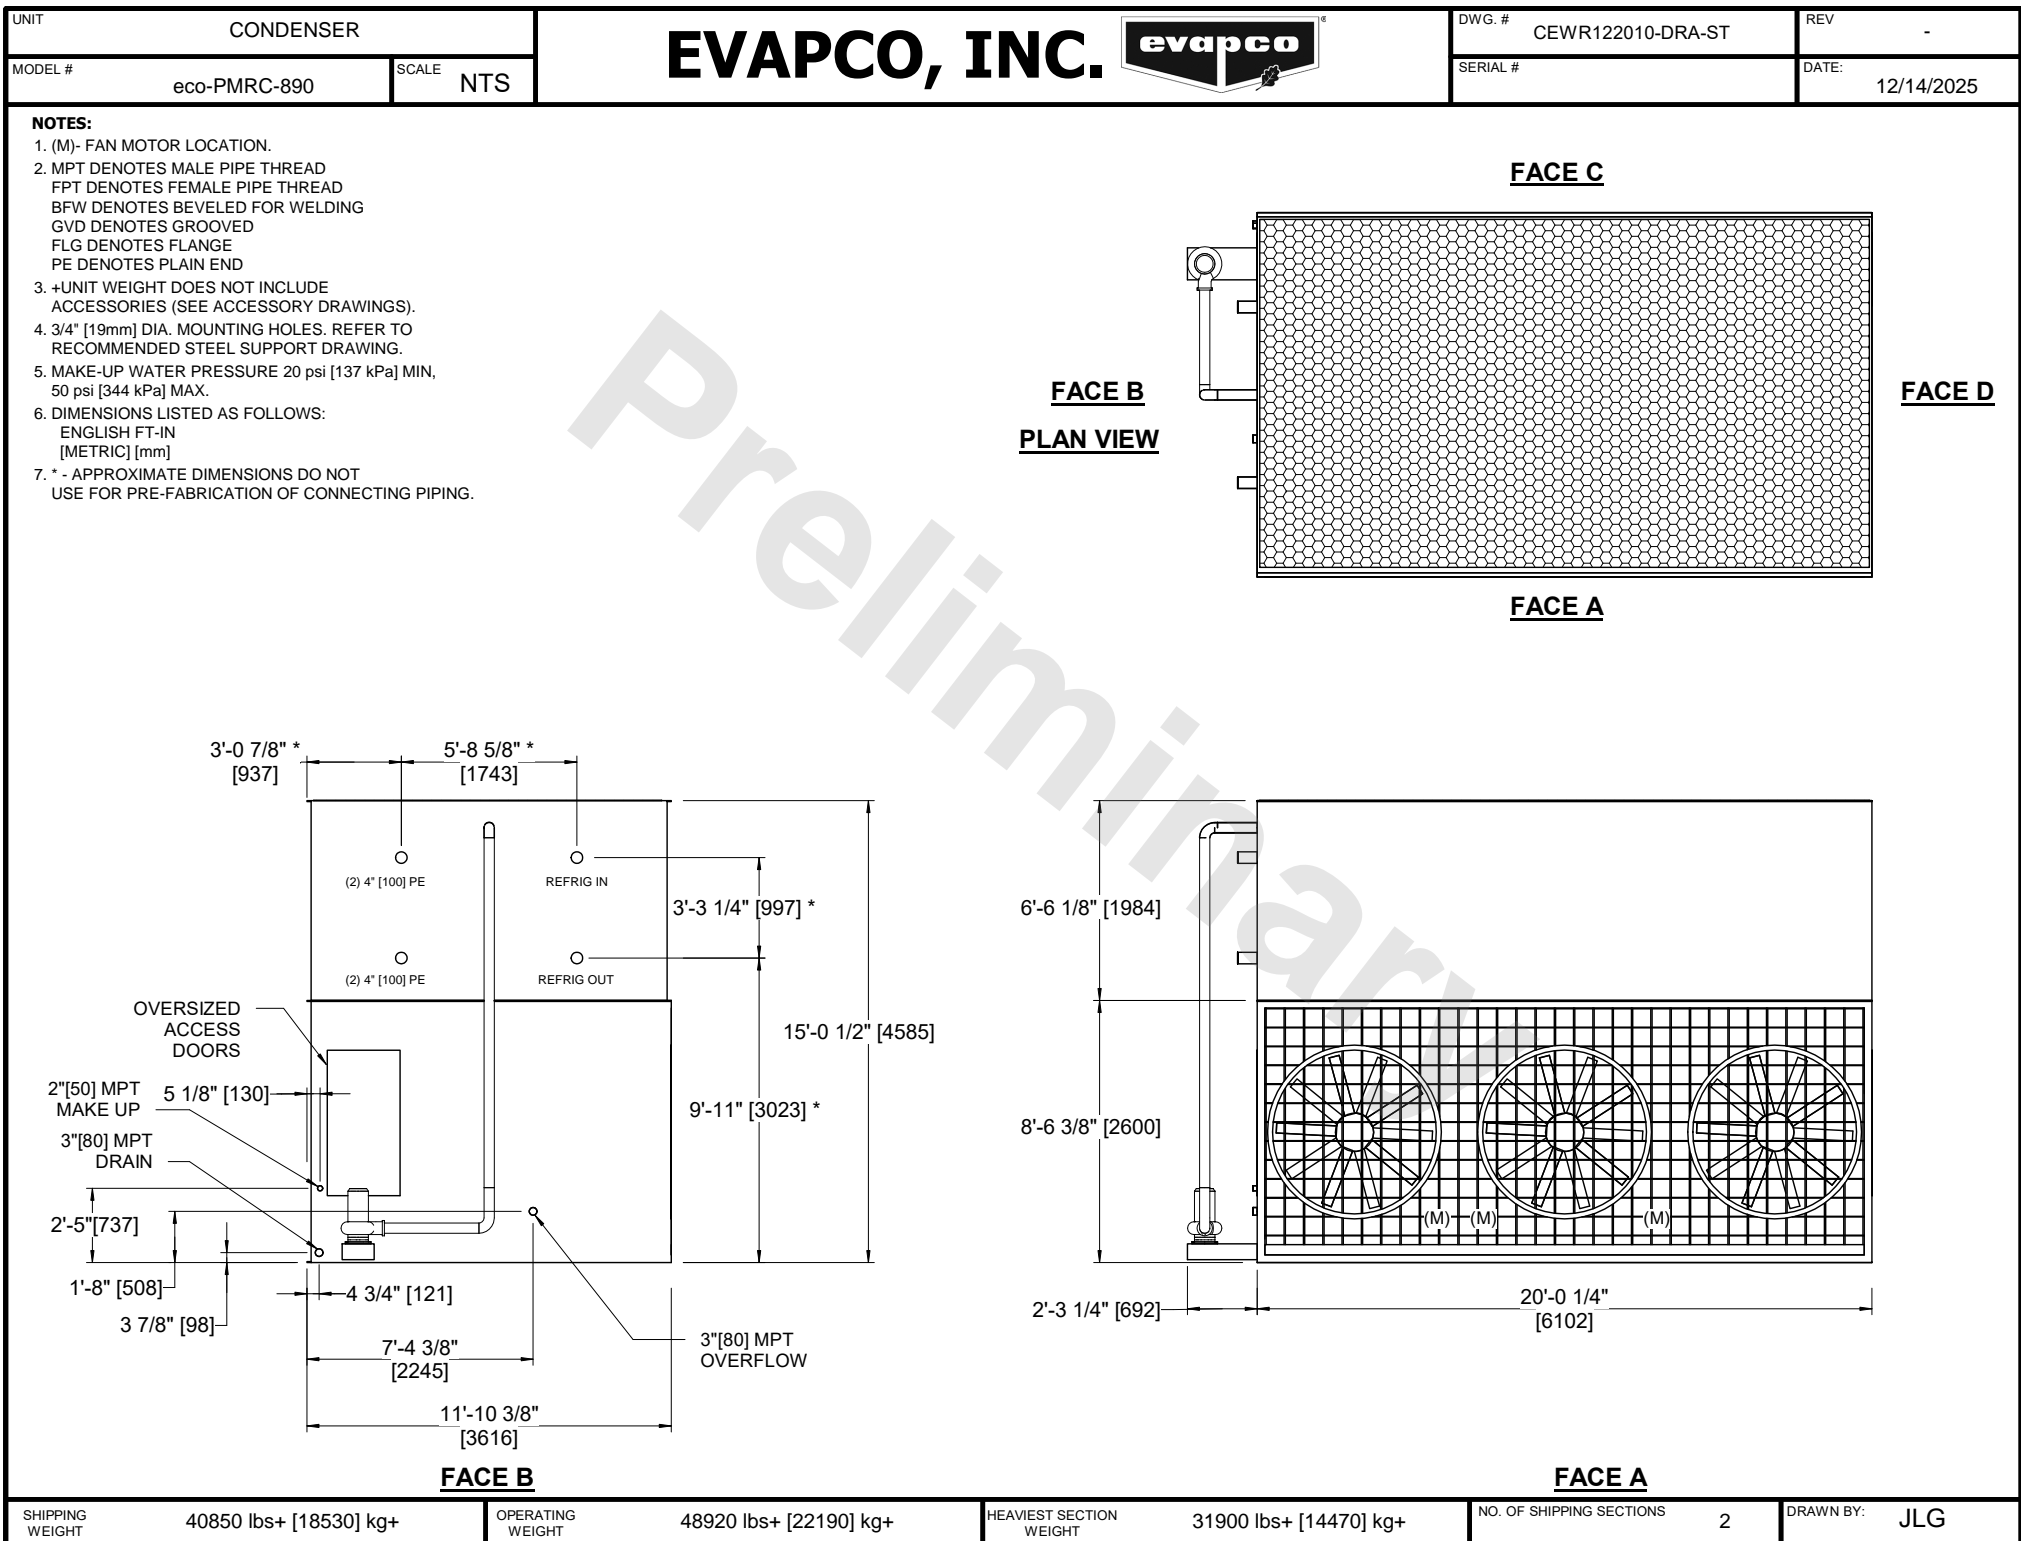 UNIT
CONDENSER
MODEL #
eco-PMRC-890
SCALE
NTS
EVAPCO, INC.
evapco
®
DWG. #
CEWR122010-DRA-ST
REV
-
SERIAL #
DATE:
12/14/2025
NOTES:
1. (M)- FAN MOTOR LOCATION.
2. MPT DENOTES MALE PIPE THREAD
FPT DENOTES FEMALE PIPE THREAD
BFW DENOTES BEVELED FOR WELDING
GVD DENOTES GROOVED
FLG DENOTES FLANGE
PE DENOTES PLAIN END
3. +UNIT WEIGHT DOES NOT INCLUDE
ACCESSORIES (SEE ACCESSORY DRAWINGS).
4. 3/4" [19mm] DIA. MOUNTING HOLES. REFER TO
RECOMMENDED STEEL SUPPORT DRAWING.
5. MAKE-UP WATER PRESSURE 20 psi [137 kPa] MIN,
50 psi [344 kPa] MAX.
6. DIMENSIONS LISTED AS FOLLOWS:
ENGLISH FT-IN
[METRIC] [mm]
7. * - APPROXIMATE DIMENSIONS DO NOT
USE FOR PRE-FABRICATION OF CONNECTING PIPING.
Preliminary
FACE C
FACE B
PLAN VIEW
FACE D
FACE A
3'-0 7/8" *
[937]
5'-8 5/8" *
[1743]
(2) 4" [100] PE
REFRIG IN
3'-3 1/4" [997] *
(2) 4" [100] PE
REFRIG OUT
OVERSIZED
ACCESS
DOORS
15'-0 1/2" [4585]
2"[50] MPT
MAKE UP
5 1/8" [130]
9'-11" [3023] *
3"[80] MPT
DRAIN
2'-5"[737]
1'-8" [508]
4 3/4" [121]
3 7/8" [98]
7'-4 3/8"
[2245]
3"[80] MPT
OVERFLOW
11'-10 3/8"
[3616]
FACE B
6'-6 1/8" [1984]
8'-6 3/8" [2600]
(M)
(M)
(M)
2'-3 1/4" [692]
20'-0 1/4"
[6102]
FACE A
SHIPPING
WEIGHT
40850 lbs+ [18530] kg+
OPERATING
WEIGHT
48920 lbs+ [22190] kg+
HEAVIEST SECTION
WEIGHT
31900 lbs+ [14470] kg+
NO. OF SHIPPING SECTIONS
2
DRAWN BY:
JLG